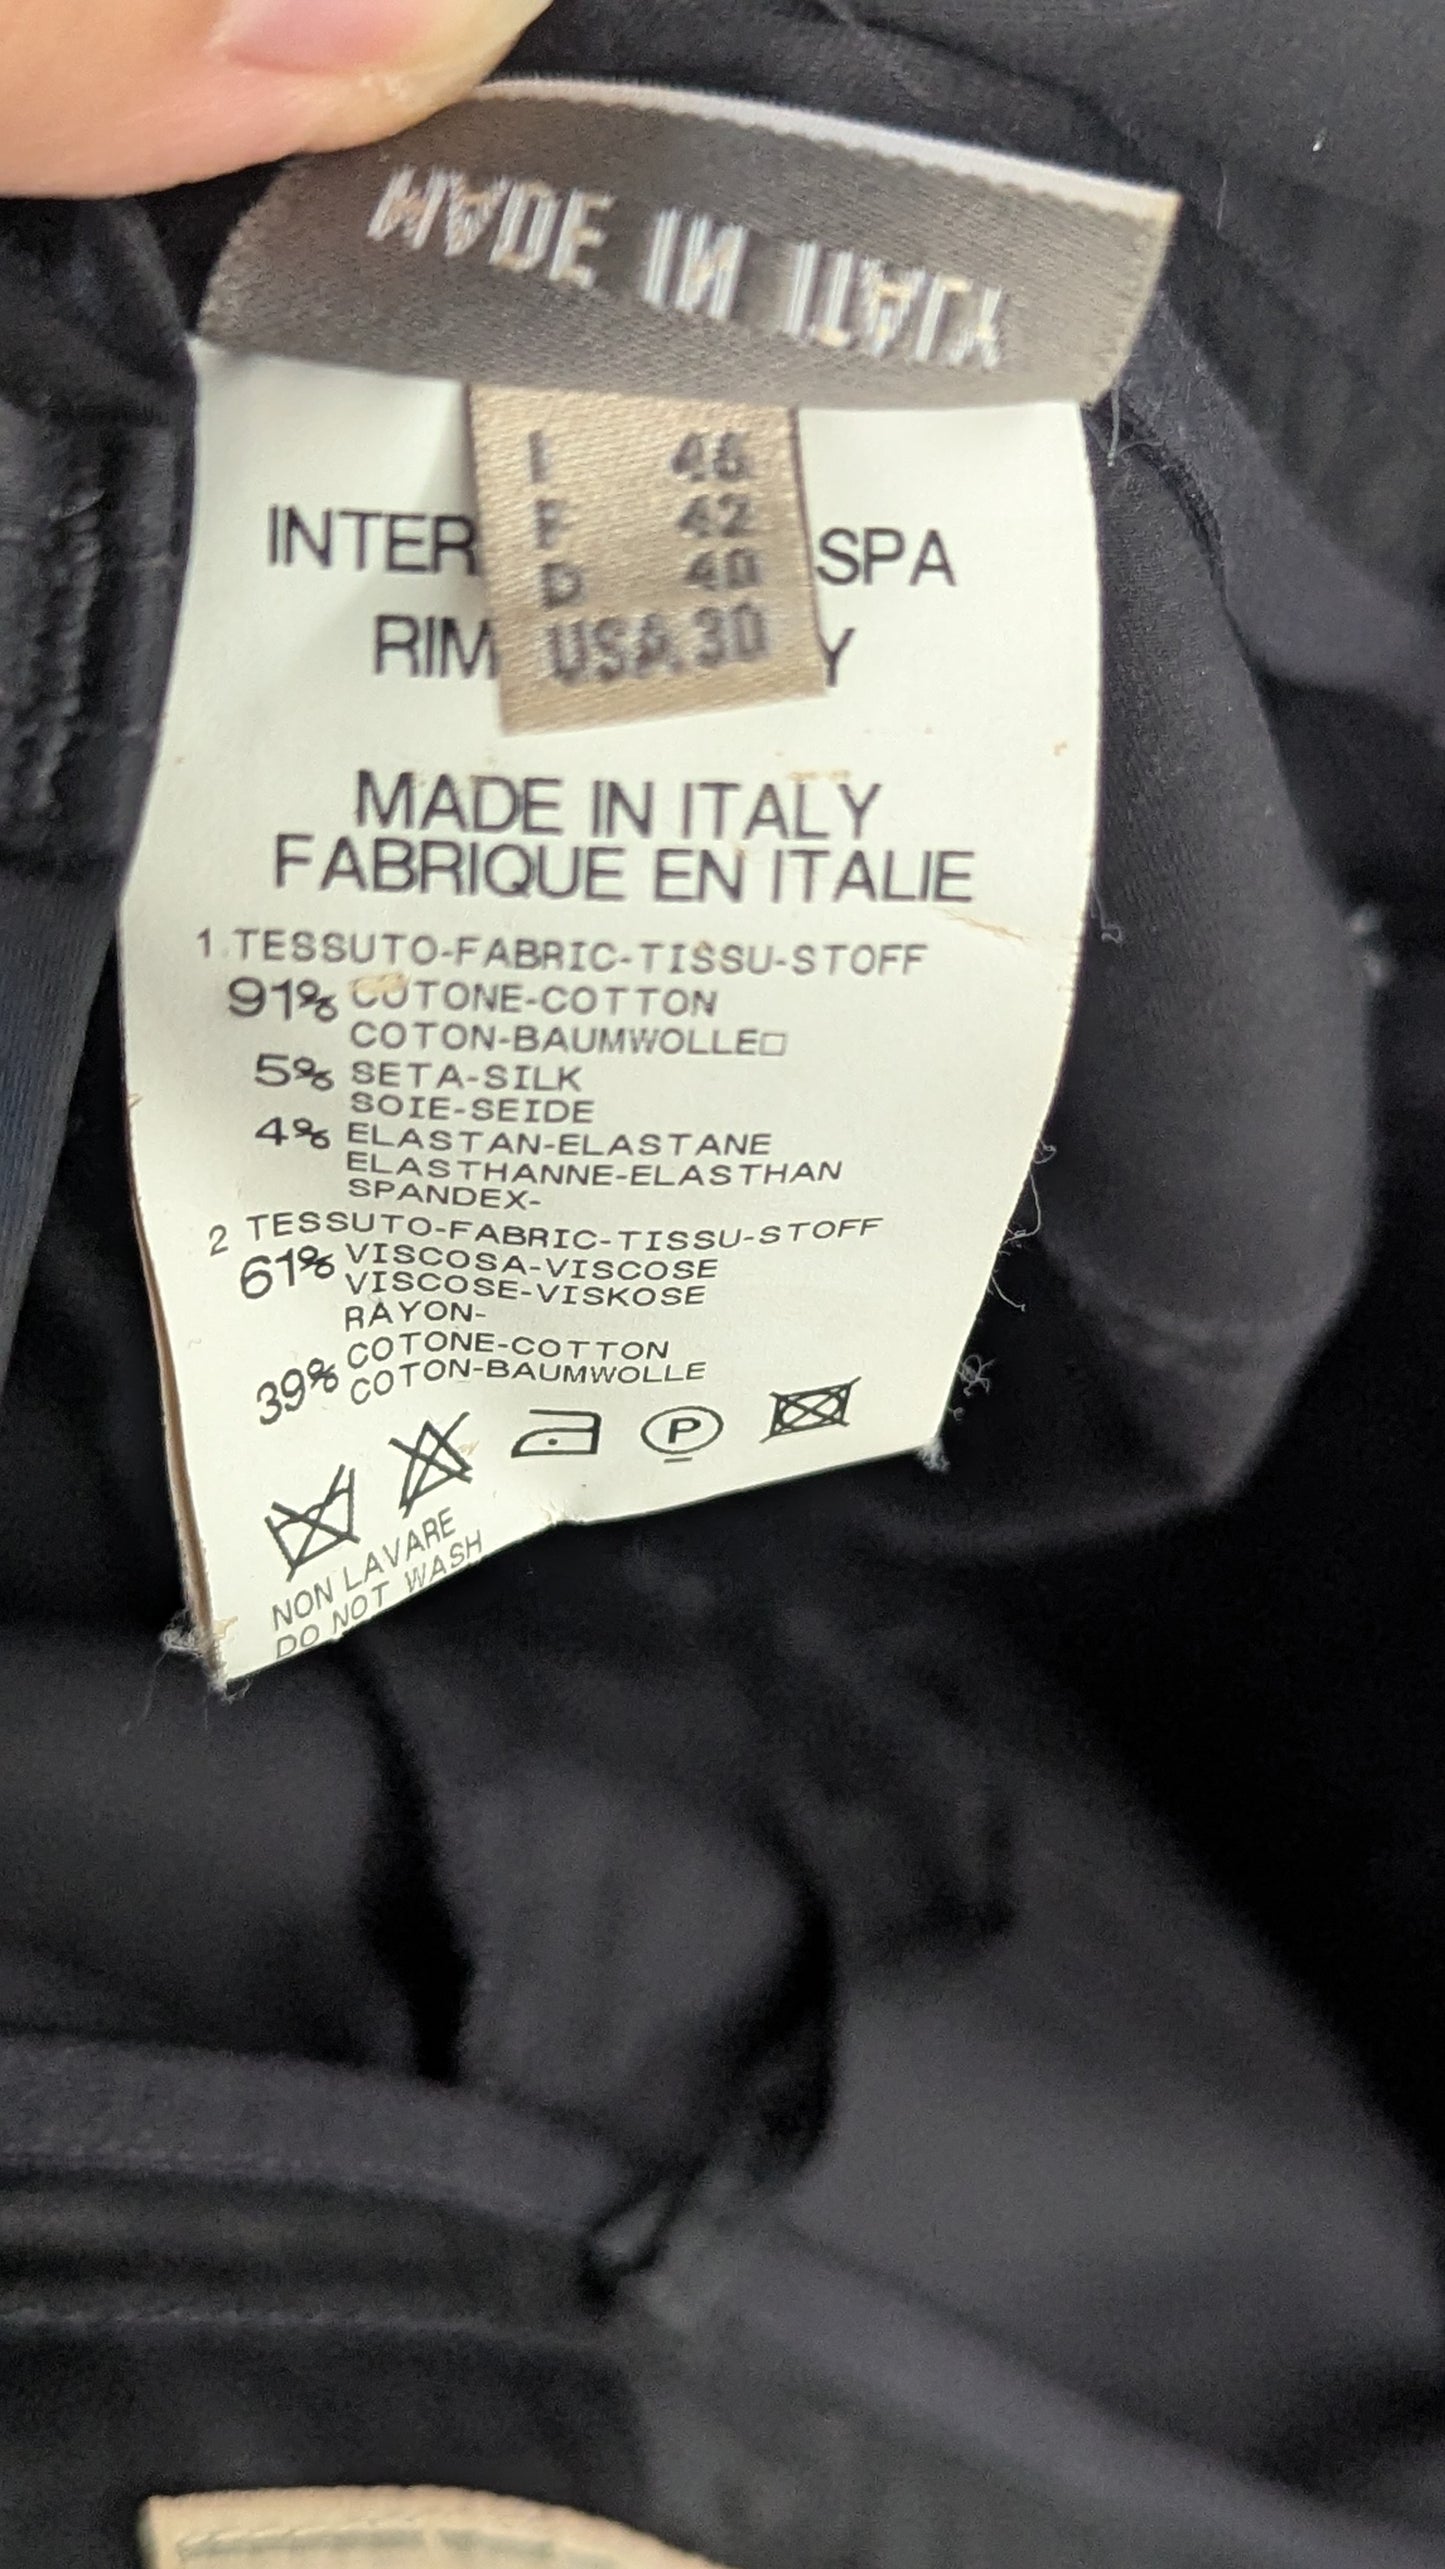 MADE IN ITALY
I 46
F 42
D 40
USA 30
INTER SPA
RIM Y
MADE IN ITALY
FABRIQUE EN ITALIE
1 TESSUTO-FABRIC-TISSU-STOFF
91% COTONE-COTTON
COTON-BAUMWOLLE□
5% SETA-SILK
SOIE-SEIDE
4% ELASTAN-ELASTANE
ELASTHANNE-ELASTHAN
SPANDEX-
2 TESSUTO-FABRIC-TISSU-STOFF
61% VISCOSA-VISCOSE
VISCOSE-VISKOSE
RAYON-
39% COTONE-COTTON
COTON-BAUMWOLLE
P
NON LAVARE
DO NOT WASH